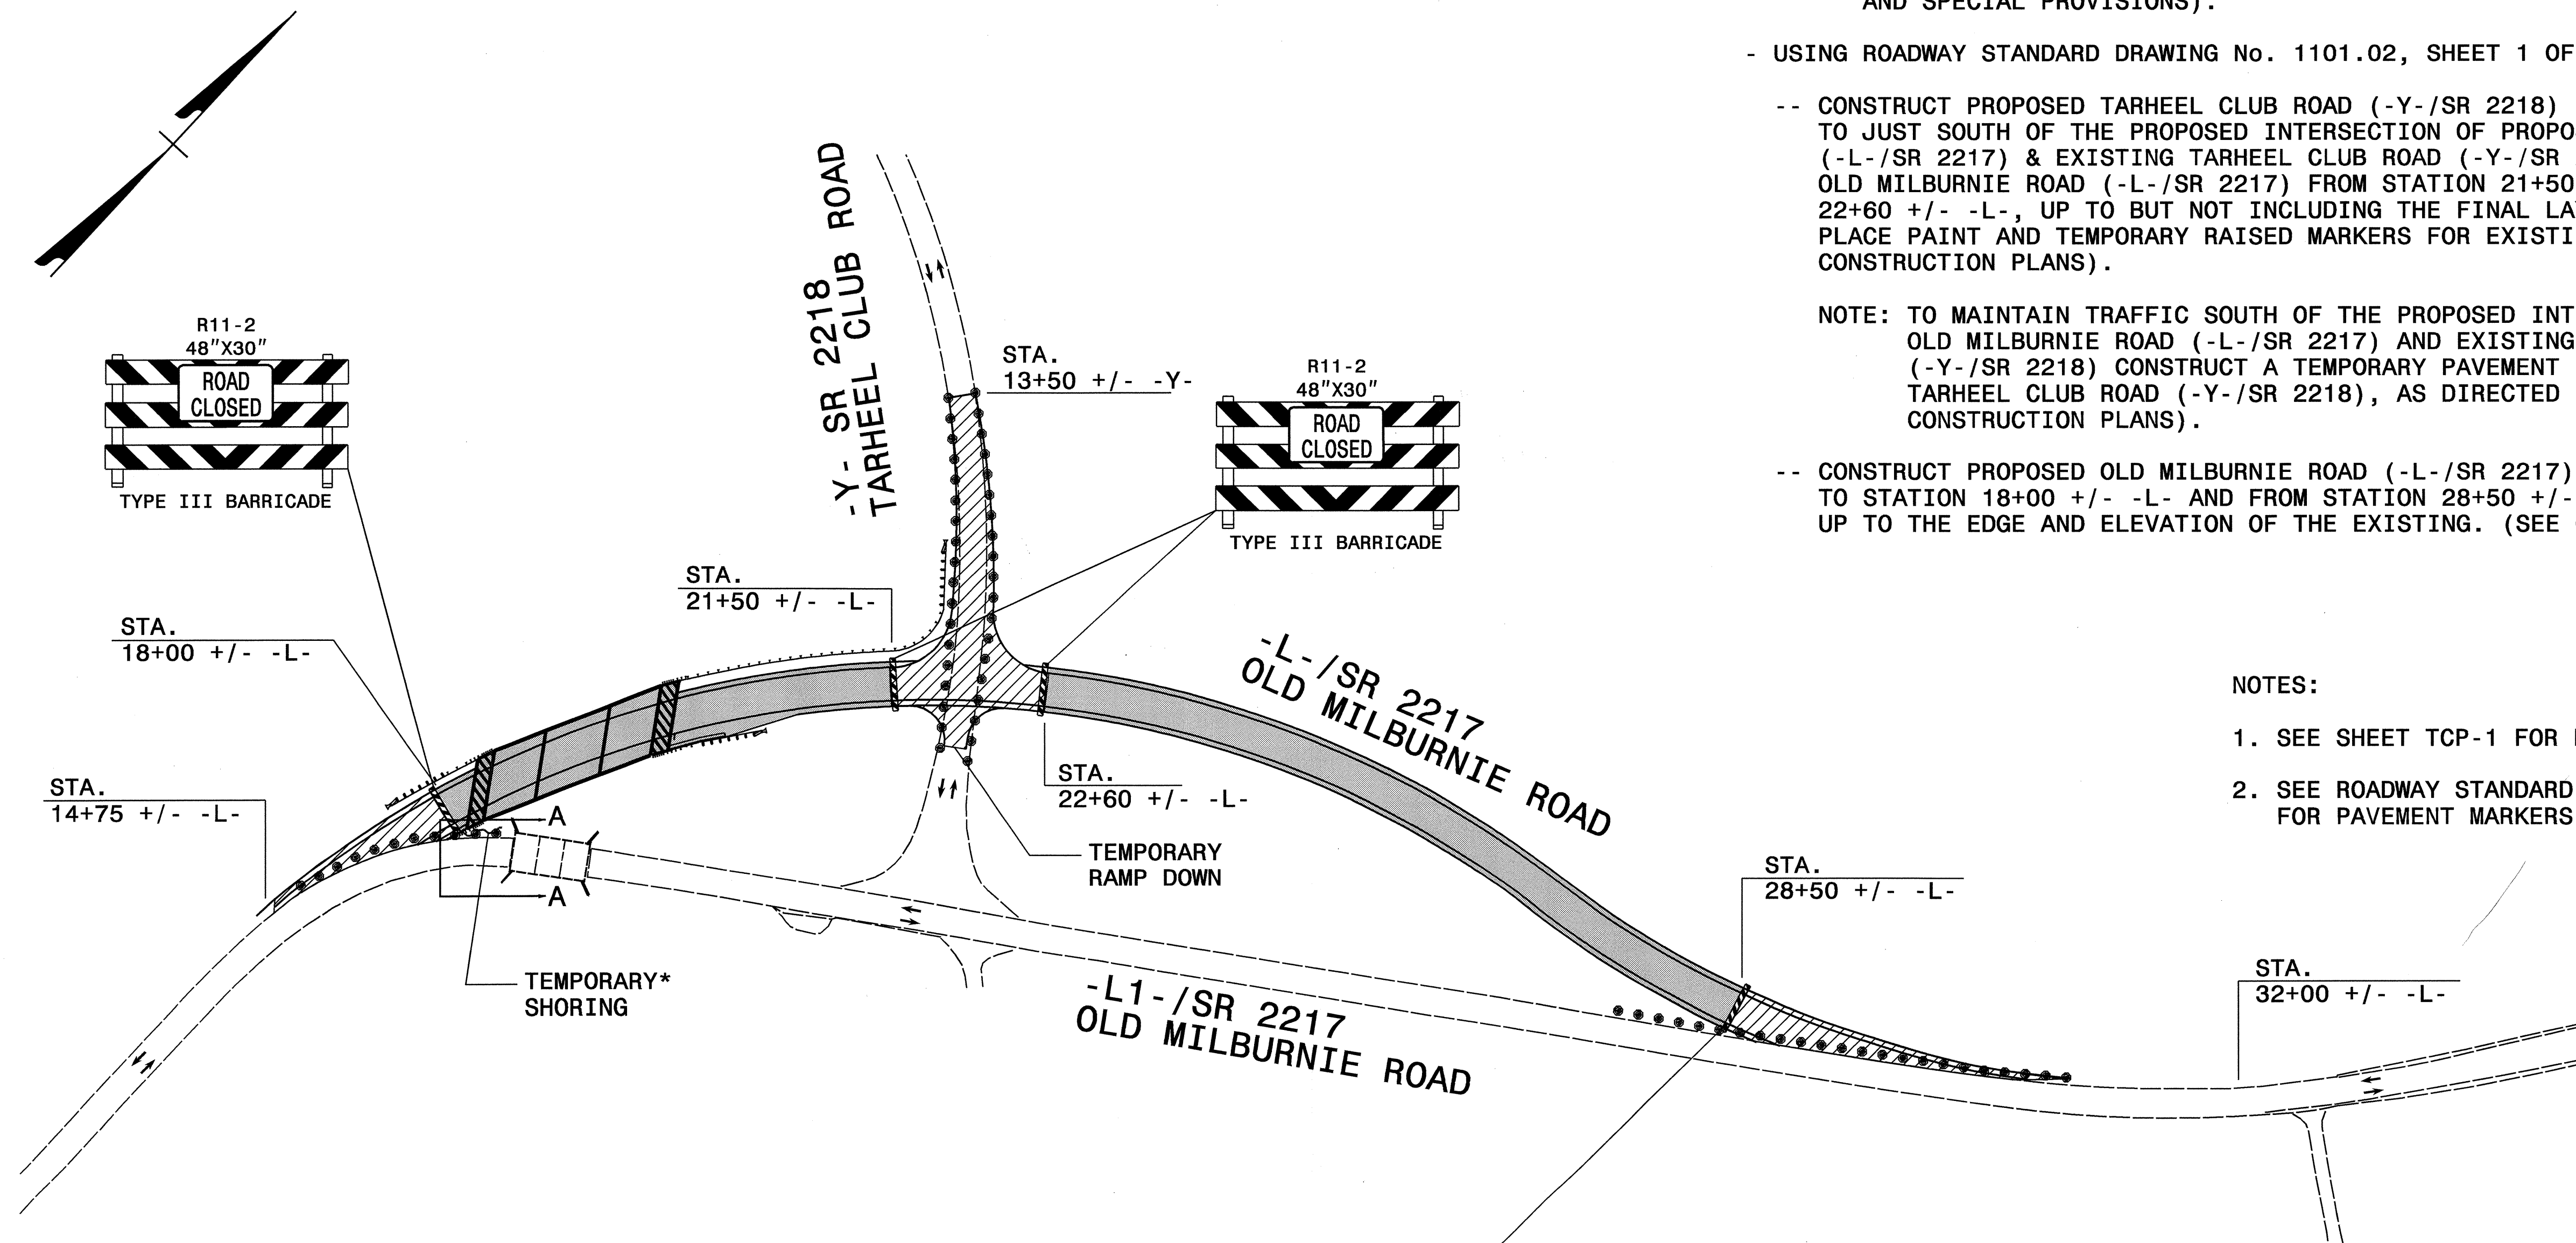 AND SPECIAL PROVISIONS).
- USING ROADWAY STANDARD DRAWING No. 1101.02, SHEET 1 OF
-- CONSTRUCT PROPOSED TARHEEL CLUB ROAD (-Y-/SR 2218)
TO JUST SOUTH OF THE PROPOSED INTERSECTION OF PROPO
(-L-/SR 2217) & EXISTING TARHEEL CLUB ROAD (-Y-/SR
OLD MILBURNIE ROAD (-L-/SR 2217) FROM STATION 21+50
22+60 +/- -L-, UP TO BUT NOT INCLUDING THE FINAL LA
PLACE PAINT AND TEMPORARY RAISED MARKERS FOR EXISTI
CONSTRUCTION PLANS).
NOTE: TO MAINTAIN TRAFFIC SOUTH OF THE PROPOSED INT
OLD MILBURNIE ROAD (-L-/SR 2217) AND EXISTING
(-Y-/SR 2218) CONSTRUCT A TEMPORARY PAVEMENT
TARHEEL CLUB ROAD (-Y-/SR 2218), AS DIRECTED
CONSTRUCTION PLANS).
-- CONSTRUCT PROPOSED OLD MILBURNIE ROAD (-L-/SR 2217)
TO STATION 18+00 +/- -L- AND FROM STATION 28+50 +/-
UP TO THE EDGE AND ELEVATION OF THE EXISTING. (SEE
R11-2
48"X30"
ROAD
CLOSED
TYPE III BARRICADE
-Y- SR 2218
TARHEEL CLUB ROAD
STA.
13+50 +/- -Y-
R11-2
48"X30"
ROAD
CLOSED
TYPE III BARRICADE
STA.
21+50 +/- -L-
STA.
18+00 +/- -L-
STA.
14+75 +/- -L-
-L-/SR 2217
OLD MILBURNIE ROAD
STA.
22+60 +/- -L-
A
A
TEMPORARY
RAMP DOWN
TEMPORARY*
SHORING
-L1-/SR 2217
OLD MILBURNIE ROAD
STA.
28+50 +/- -L-
STA.
32+00 +/- -L-
NOTES:
1. SEE SHEET TCP-1 FOR
2. SEE ROADWAY STANDARD
FOR PAVEMENT MARKERS